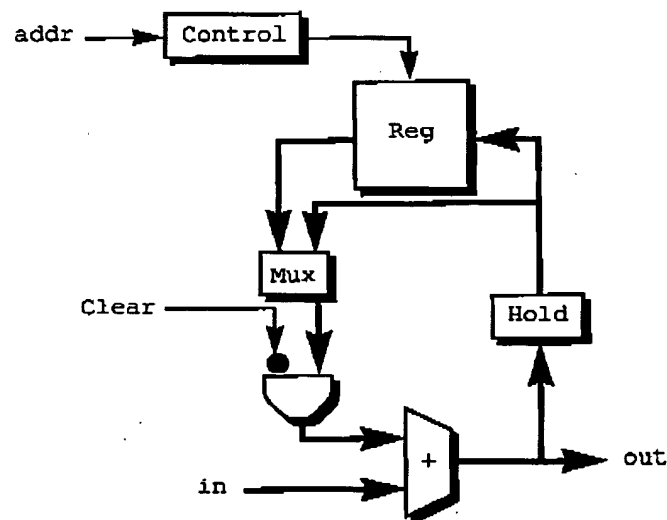 addr
Control
Reg
Mux
Clear
Hold
+
out
in